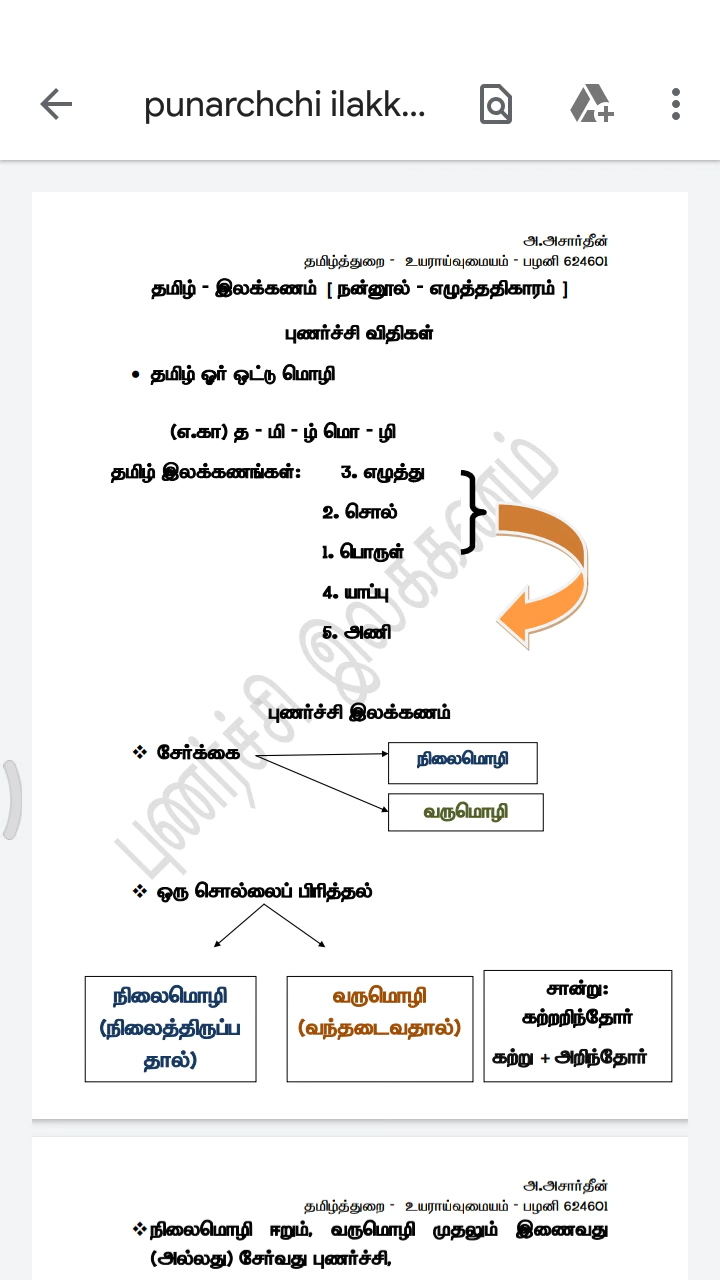 punarchchi ilakk...
அ.அசார்தீன்
தமிழ்த்துறை - உயராய்வுமையம் - பழனி 624601
தமிழ் - இலக்கணம் [ நன்னூல் - எழுத்ததிகாரம் ]
புணர்ச்சி விதிகள்
• தமிழ் ஓர் ஒட்டு மொழி
(எ.கா) த - மி - ழ் மொ - ழி
தமிழ் இலக்கணங்கள்: 3. எழுத்து
2. சொல்
1. பொருள்
4. யாப்பு
5. அணி
புணர்ச்சி இலக்கணம்
புணர்ச்சி இலக்கணம்
❖ சேர்க்கை
நிலைமொழி
வருமொழி
❖ ஒரு சொல்லைப் பிரித்தல்
நிலைமொழி
(நிலைத்திருப்ப
தால்)
வருமொழி
(வந்தடைவதால்)
சான்று:
கற்றறிந்தோர்
கற்று + அறிந்தோர்
அ.அசார்தீன்
தமிழ்த்துறை - உயராய்வுமையம் - பழனி 624601
❖ நிலைமொழி ஈறும், வருமொழி முதலும் இணைவது
(அல்லது) சேர்வது புணர்ச்சி,